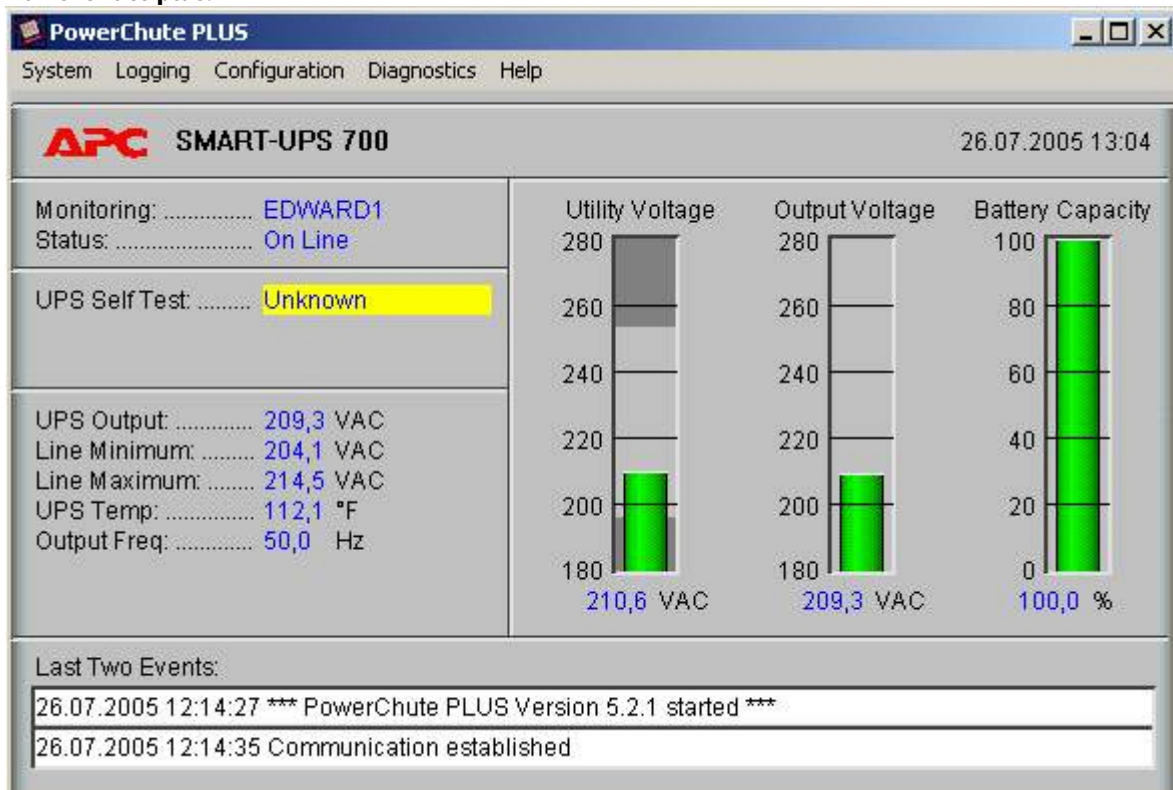 PowerChute PLUS
System Logging Configuration Diagnostics Help
APC SMART-UPS 700 26.07.2005 13:04
Monitoring: .............. EDWARD1
Status: ..................... On Line
UPS Self Test: ......... Unknown
UPS Output: ............ 209,3 VAC
Line Minimum: ........ 204,1 VAC
Line Maximum: ....... 214,5 VAC
UPS Temp: .............. 112,1 °F
Output Freq: ............ 50,0 Hz
Utility Voltage
280
260
240
220
200
180
210,6 VAC
Output Voltage
280
260
240
220
200
180
209,3 VAC
Battery Capacity
100
80
60
40
20
0
100,0 %
Last Two Events:
26.07.2005 12:14:27 *** PowerChute PLUS Version 5.2.1 started ***
26.07.2005 12:14:35 Communication established